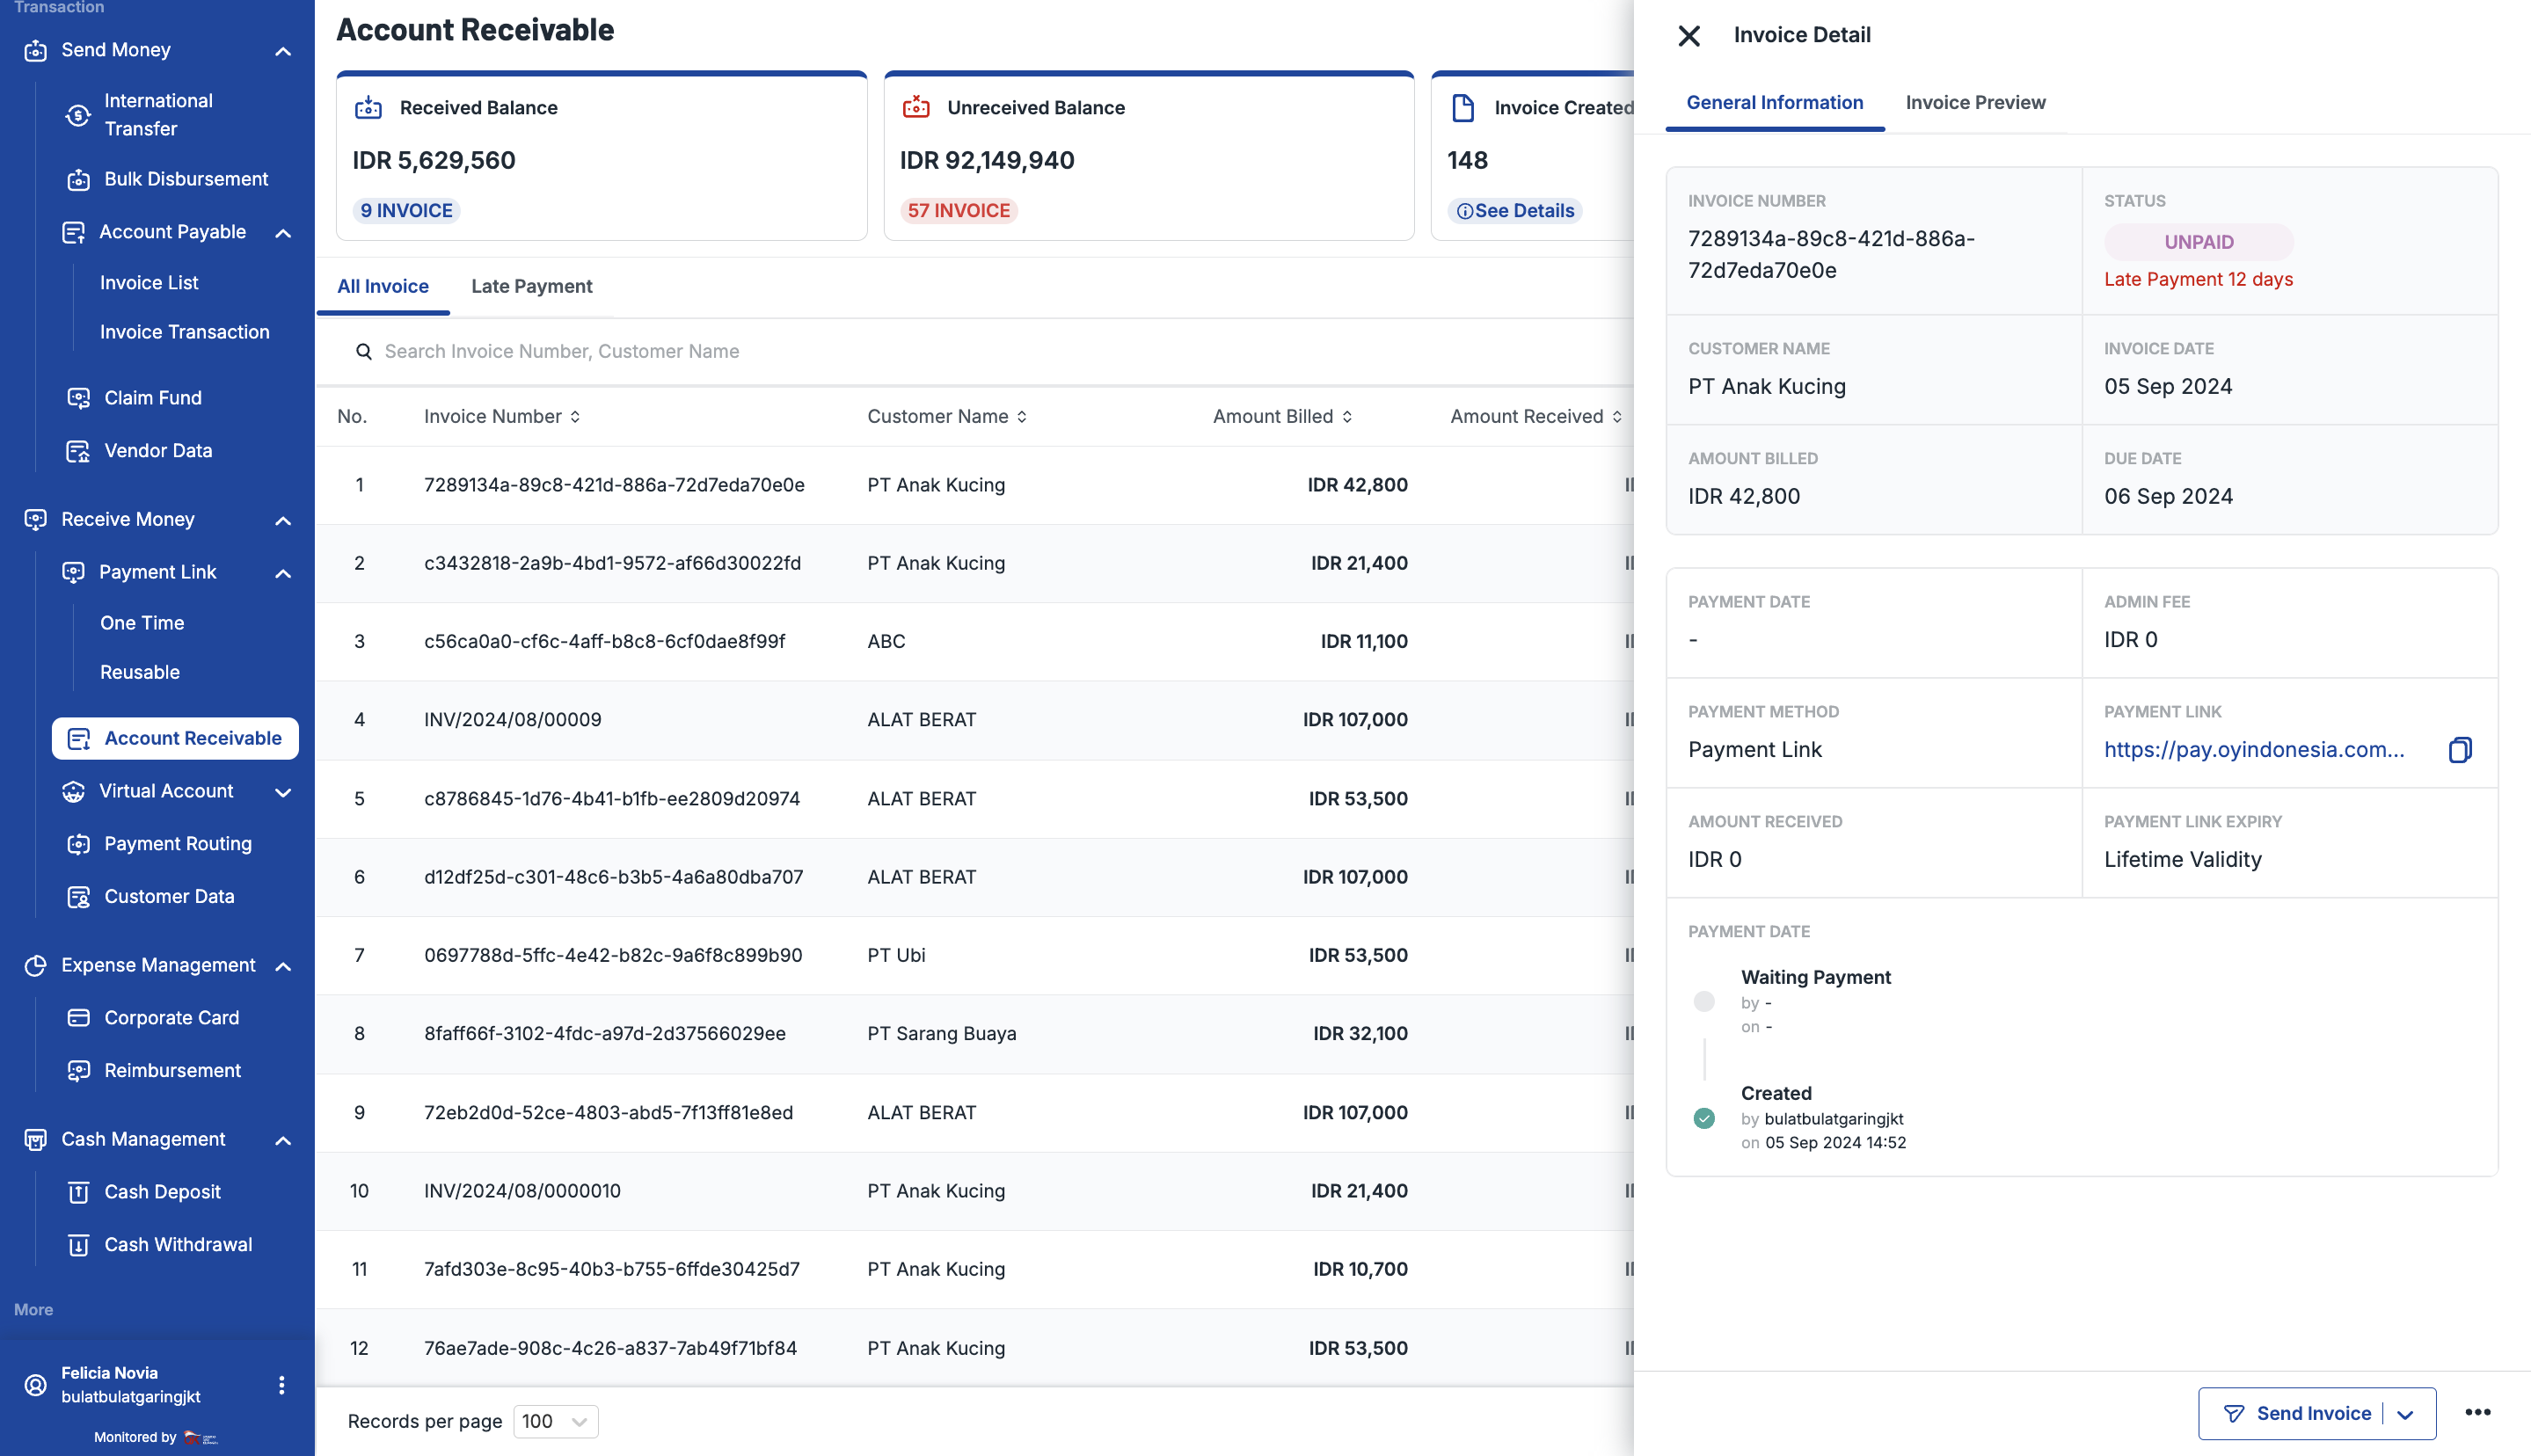 Transaction
Send Money
International
Transfer
Bulk Disbursement
Account Payable
Invoice List
Invoice Transaction
Claim Fund
Vendor Data
Receive Money
Payment Link
One Time
Reusable
Account Receivable
Virtual Account
Payment Routing
Customer Data
Expense Management
Corporate Card
Reimbursement
Cash Management
Cash Deposit
Cash Withdrawal
More
Felicia Novia
bulatbulatgaringjkt
Monitored by
Account Receivable
Received Balance
IDR 5,629,560
9 INVOICE
Unreceived Balance
IDR 92,149,940
57 INVOICE
Invoice Created
148
See Details
All Invoice Late Payment
Search Invoice Number, Customer Name
No. Invoice Number Customer Name Amount Billed Amount Received
1 7289134a-89c8-421d-886a-72d7eda70e0e PT Anak Kucing IDR 42,800
2 c3432818-2a9b-4bd1-9572-af66d30022fd PT Anak Kucing IDR 21,400
3 c56ca0a0-cf6c-4aff-b8c8-6cf0dae8f99f ABC IDR 11,100
4 INV/2024/08/00009 ALAT BERAT IDR 107,000
5 c8786845-1d76-4b41-b1fb-ee2809d20974 ALAT BERAT IDR 53,500
6 d12df25d-c301-48c6-b3b5-4a6a80dba707 ALAT BERAT IDR 107,000
7 0697788d-5ffc-4e42-b82c-9a6f8c899b90 PT Ubi IDR 53,500
8 8faff66f-3102-4fdc-a97d-2d37566029ee PT Sarang Buaya IDR 32,100
9 72eb2d0d-52ce-4803-abd5-7f13ff81e8ed ALAT BERAT IDR 107,000
10 INV/2024/08/0000010 PT Anak Kucing IDR 21,400
11 7afd303e-8c95-40b3-b755-6ffde30425d7 PT Anak Kucing IDR 10,700
12 76ae7ade-908c-4c26-a837-7ab49f71bf84 PT Anak Kucing IDR 53,500
Records per page 100
Invoice Detail
General Information Invoice Preview
INVOICE NUMBER
7289134a-89c8-421d-886a-
72d7eda70e0e
STATUS
UNPAID
Late Payment 12 days
CUSTOMER NAME
PT Anak Kucing
INVOICE DATE
05 Sep 2024
AMOUNT BILLED
IDR 42,800
DUE DATE
06 Sep 2024
PAYMENT DATE
-
ADMIN FEE
IDR 0
PAYMENT METHOD
Payment Link
PAYMENT LINK
https://pay.oyindonesia.com...
AMOUNT RECEIVED
IDR 0
PAYMENT LINK EXPIRY
Lifetime Validity
PAYMENT DATE
Waiting Payment
by -
on -
Created
by bulatbulatgaringjkt
on 05 Sep 2024 14:52
Send Invoice